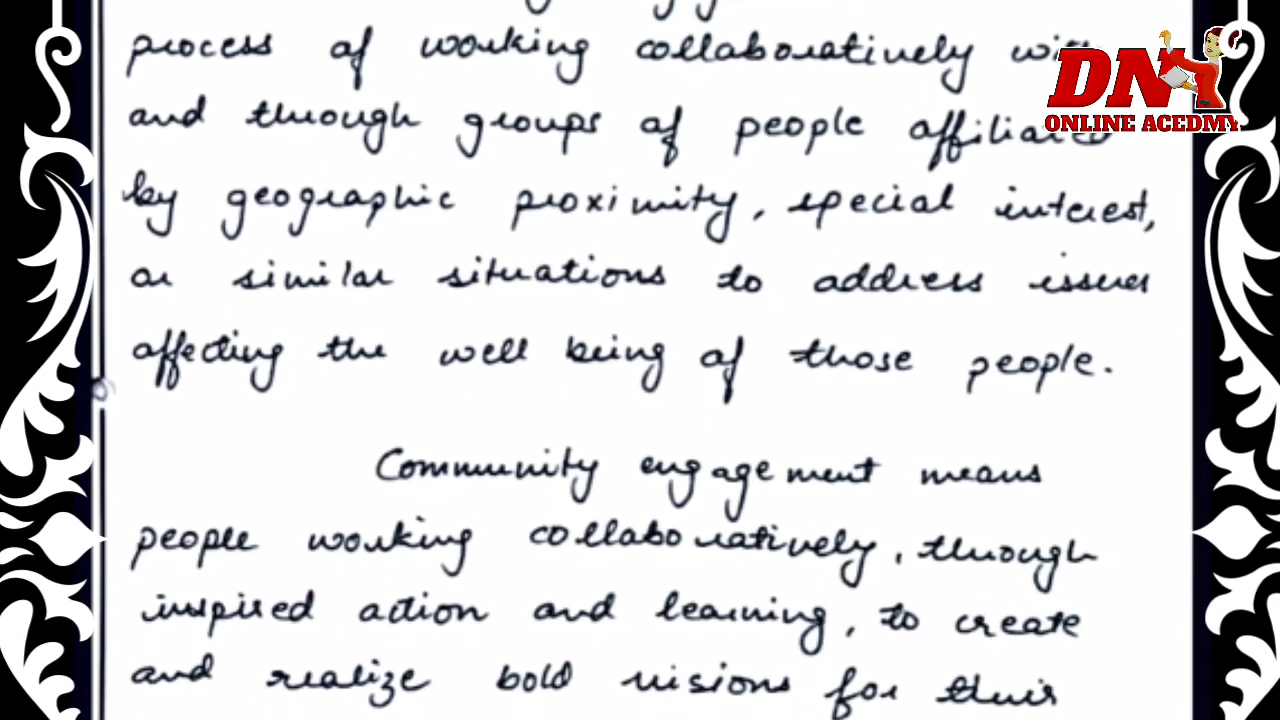 process of working collaboratively with
and through groups of people affiliated
by geographic proximity, special interest,
or similar situations to address issues
affecting the well being of those people.
Community engagement means
people working collaboratively, through
inspired action and learning, to create
and realize bold visions for their
DNY
ONLINE ACEDMY